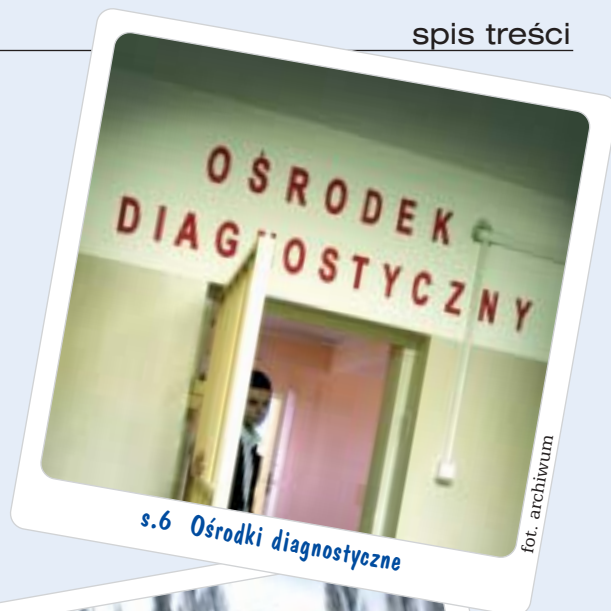 spis treści
OŚRODEK
DIAGNOSTYCZNY
fot. archiwum
s.6 Ośrodki diagnostyczne